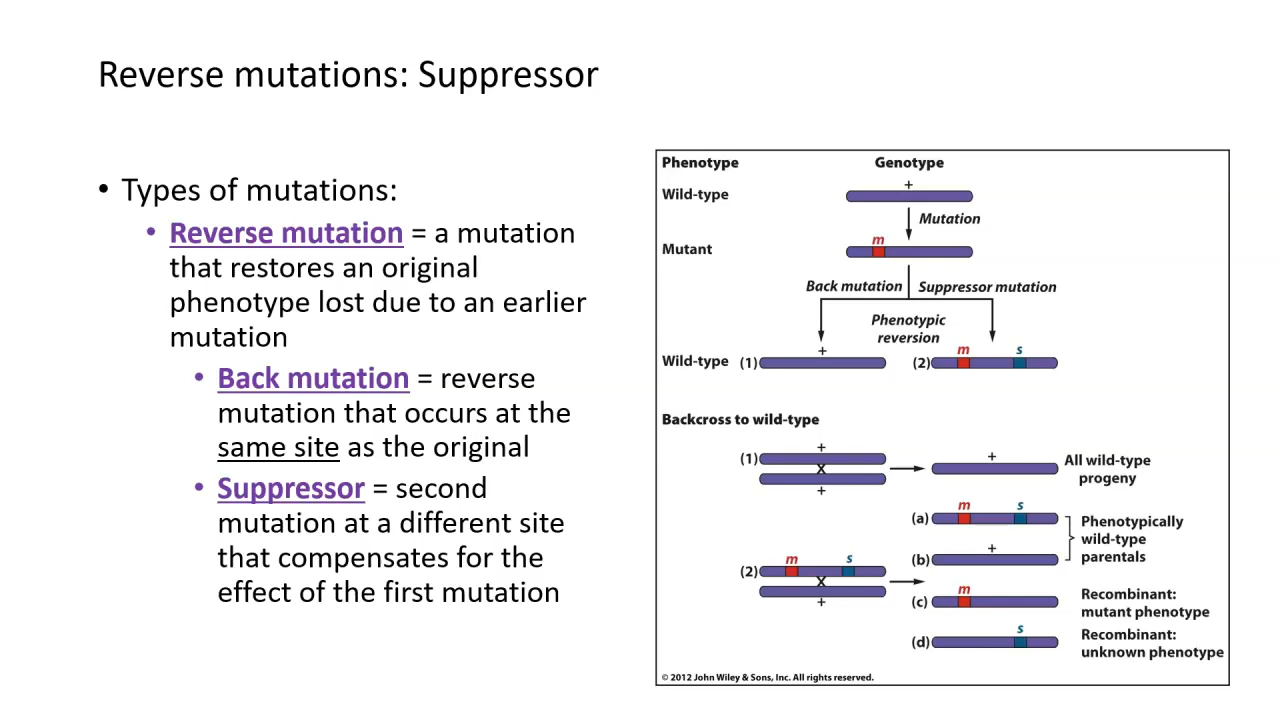 Reverse mutations: Suppressor
• Types of mutations:
• Reverse mutation = a mutation
that restores an original
phenotype lost due to an earlier
mutation
• Back mutation = reverse
mutation that occurs at the
same site as the original
• Suppressor = second
mutation at a different site
that compensates for the
effect of the first mutation
Phenotype Genotype
+
Wild-type
Mutation
m
Mutant
Back mutation Suppressor mutation
Phenotypic
reversion
+ m s
Wild-type (1) (2)
Backcross to wild-type
+
(1)
X
+
+
All wild-type
progeny
m s
(a)
Phenotypically
wild-type
parentals
+
(b)
m s
(2)
X
+
m
(c)
Recombinant:
mutant phenotype
s
(d)
Recombinant:
unknown phenotype
© 2012 John Wiley & Sons, Inc. All rights reserved.